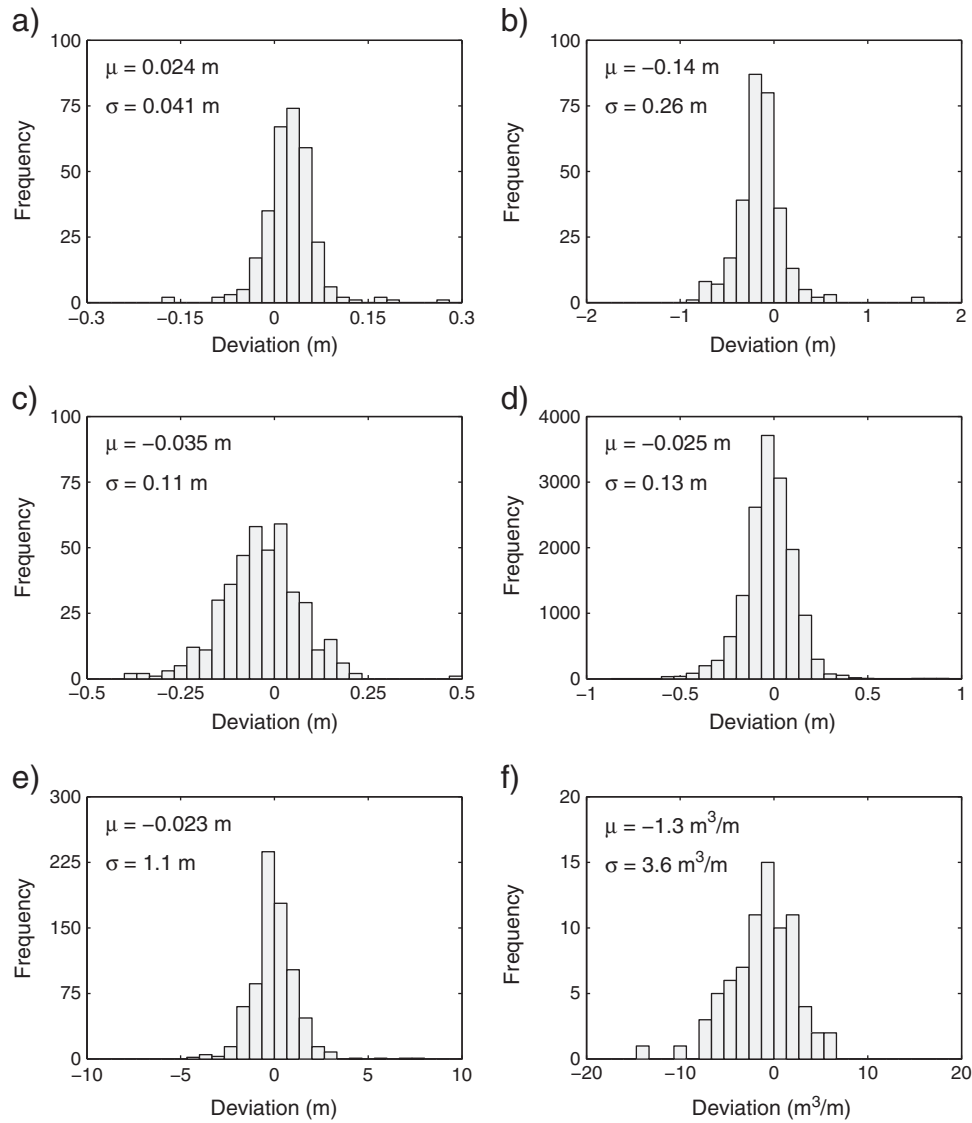 a)
100
75
50
25
0
Frequency
μ = 0.024 m
σ = 0.041 m
−0.3 −0.15 0 0.15 0.3
Deviation (m)
b)
100
75
50
25
0
Frequency
μ = −0.14 m
σ = 0.26 m
−2 −1 0 1 2
Deviation (m)
c)
100
75
50
25
0
Frequency
μ = −0.035 m
σ = 0.11 m
−0.5 −0.25 0 0.25 0.5
Deviation (m)
d)
4000
3000
2000
1000
0
Frequency
μ = −0.025 m
σ = 0.13 m
−1 −0.5 0 0.5 1
Deviation (m)
e)
300
225
150
75
0
Frequency
μ = −0.023 m
σ = 1.1 m
−10 −5 0 5 10
Deviation (m)
f)
20
15
10
5
0
Frequency
μ = −1.3 m³/m
σ = 3.6 m³/m
−20 −10 0 10 20
Deviation (m³/m)